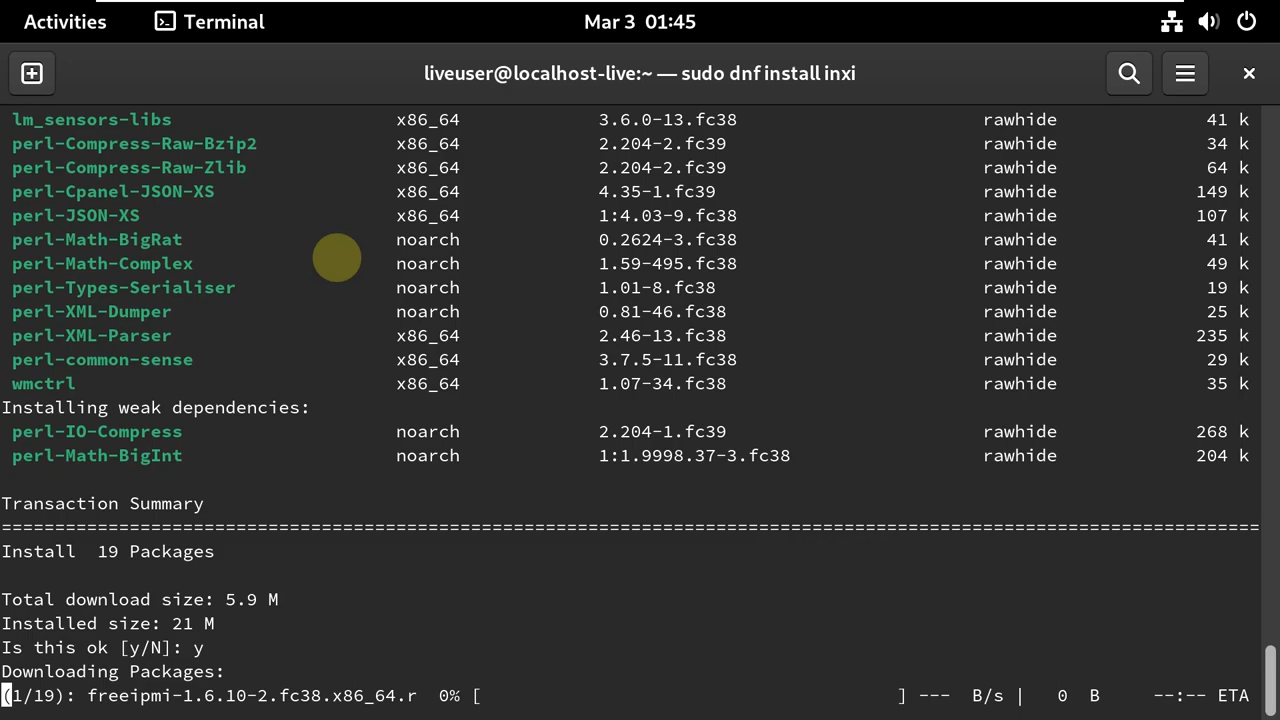 Activities Terminal Mar 3 01:45
liveuser@localhost-live:~ — sudo dnf install inxi
lm_sensors-libs x86_64 3.6.0-13.fc38 rawhide 41 k
perl-Compress-Raw-Bzip2 x86_64 2.204-2.fc39 rawhide 34 k
perl-Compress-Raw-Zlib x86_64 2.204-2.fc39 rawhide 64 k
perl-Cpanel-JSON-XS x86_64 4.35-1.fc39 rawhide 149 k
perl-JSON-XS x86_64 1:4.03-9.fc38 rawhide 107 k
perl-Math-BigRat noarch 0.2624-3.fc38 rawhide 41 k
perl-Math-Complex noarch 1.59-495.fc38 rawhide 49 k
perl-Types-Serialiser noarch 1.01-8.fc38 rawhide 19 k
perl-XML-Dumper noarch 0.81-46.fc38 rawhide 25 k
perl-XML-Parser x86_64 2.46-13.fc38 rawhide 235 k
perl-common-sense x86_64 3.7.5-11.fc38 rawhide 29 k
wmctrl x86_64 1.07-34.fc38 rawhide 35 k
Installing weak dependencies:
perl-IO-Compress noarch 2.204-1.fc39 rawhide 268 k
perl-Math-BigInt noarch 1:1.9998.37-3.fc38 rawhide 204 k
Transaction Summary
================================================================================
Install  19 Packages
Total download size: 5.9 M
Installed size: 21 M
Is this ok [y/N]: y
Downloading Packages:
(1/19): freeipmi-1.6.10-2.fc38.x86_64.r  0% [ ] --- B/s | 0 B --:-- ETA